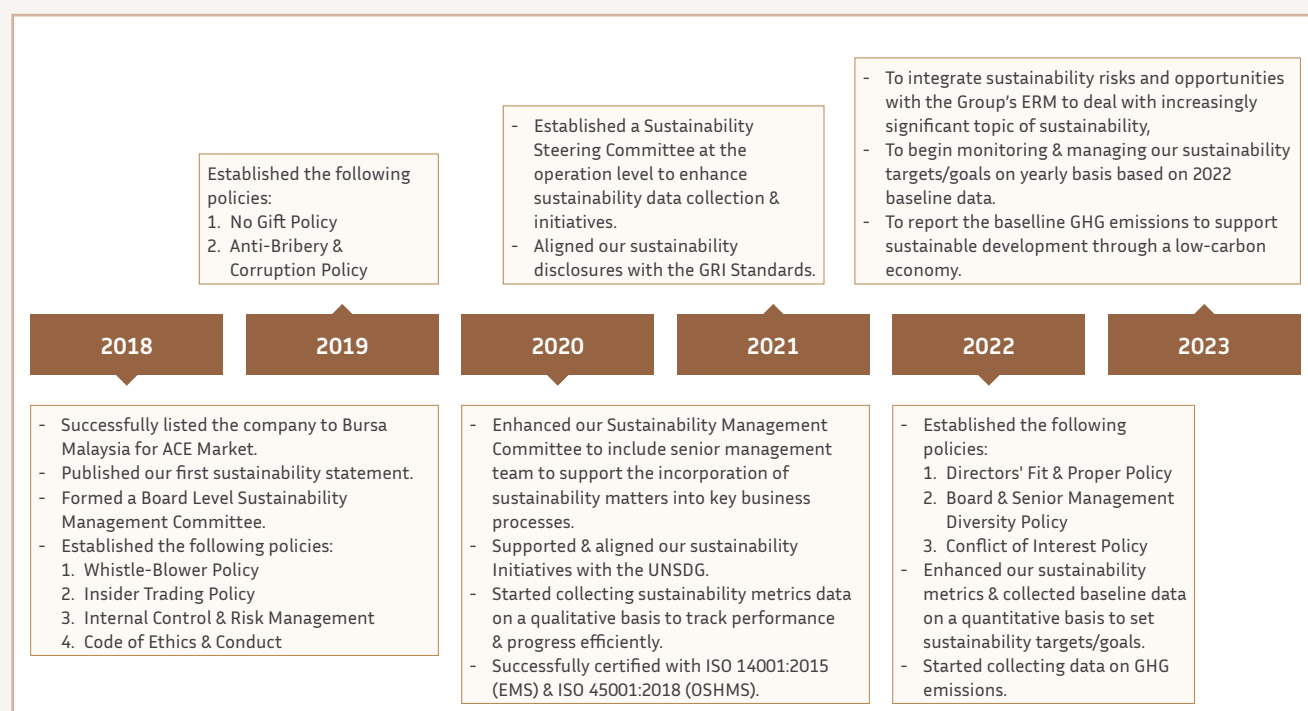 - To integrate sustainability risks and opportunities
with the Group's ERM to deal with increasingly
significant topic of sustainability,
- To begin monitoring & managing our sustainability
targets/goals on yearly basis based on 2022
baseline data.
- To report the baselline GHG emissions to support
sustainable development through a low-carbon
economy.
- Established a Sustainability
Steering Committee at the
operation level to enhance
sustainability data collection &
initiatives.
- Aligned our sustainability
disclosures with the GRI Standards.
Established the following
policies:
1. No Gift Policy
2. Anti-Bribery &
Corruption Policy
2018
2019
2020
2021
2022
2023
- Successfully listed the company to Bursa
Malaysia for ACE Market.
- Published our first sustainability statement.
- Formed a Board Level Sustainability
Management Committee.
- Established the following policies:
1. Whistle-Blower Policy
2. Insider Trading Policy
3. Internal Control & Risk Management
4. Code of Ethics & Conduct
- Enhanced our Sustainability Management
Committee to include senior management
team to support the incorporation of
sustainability matters into key business
processes.
- Supported & aligned our sustainability
Initiatives with the UNSDG.
- Started collecting sustainability metrics data
on a qualitative basis to track performance
& progress efficiently.
- Successfully certified with ISO 14001:2015
(EMS) & ISO 45001:2018 (OSHMS).
- Established the following
policies:
1. Directors' Fit & Proper Policy
2. Board & Senior Management
Diversity Policy
3. Conflict of Interest Policy
- Enhanced our sustainability
metrics & collected baseline data
on a quantitative basis to set
sustainability targets/goals.
- Started collecting data on GHG
emissions.